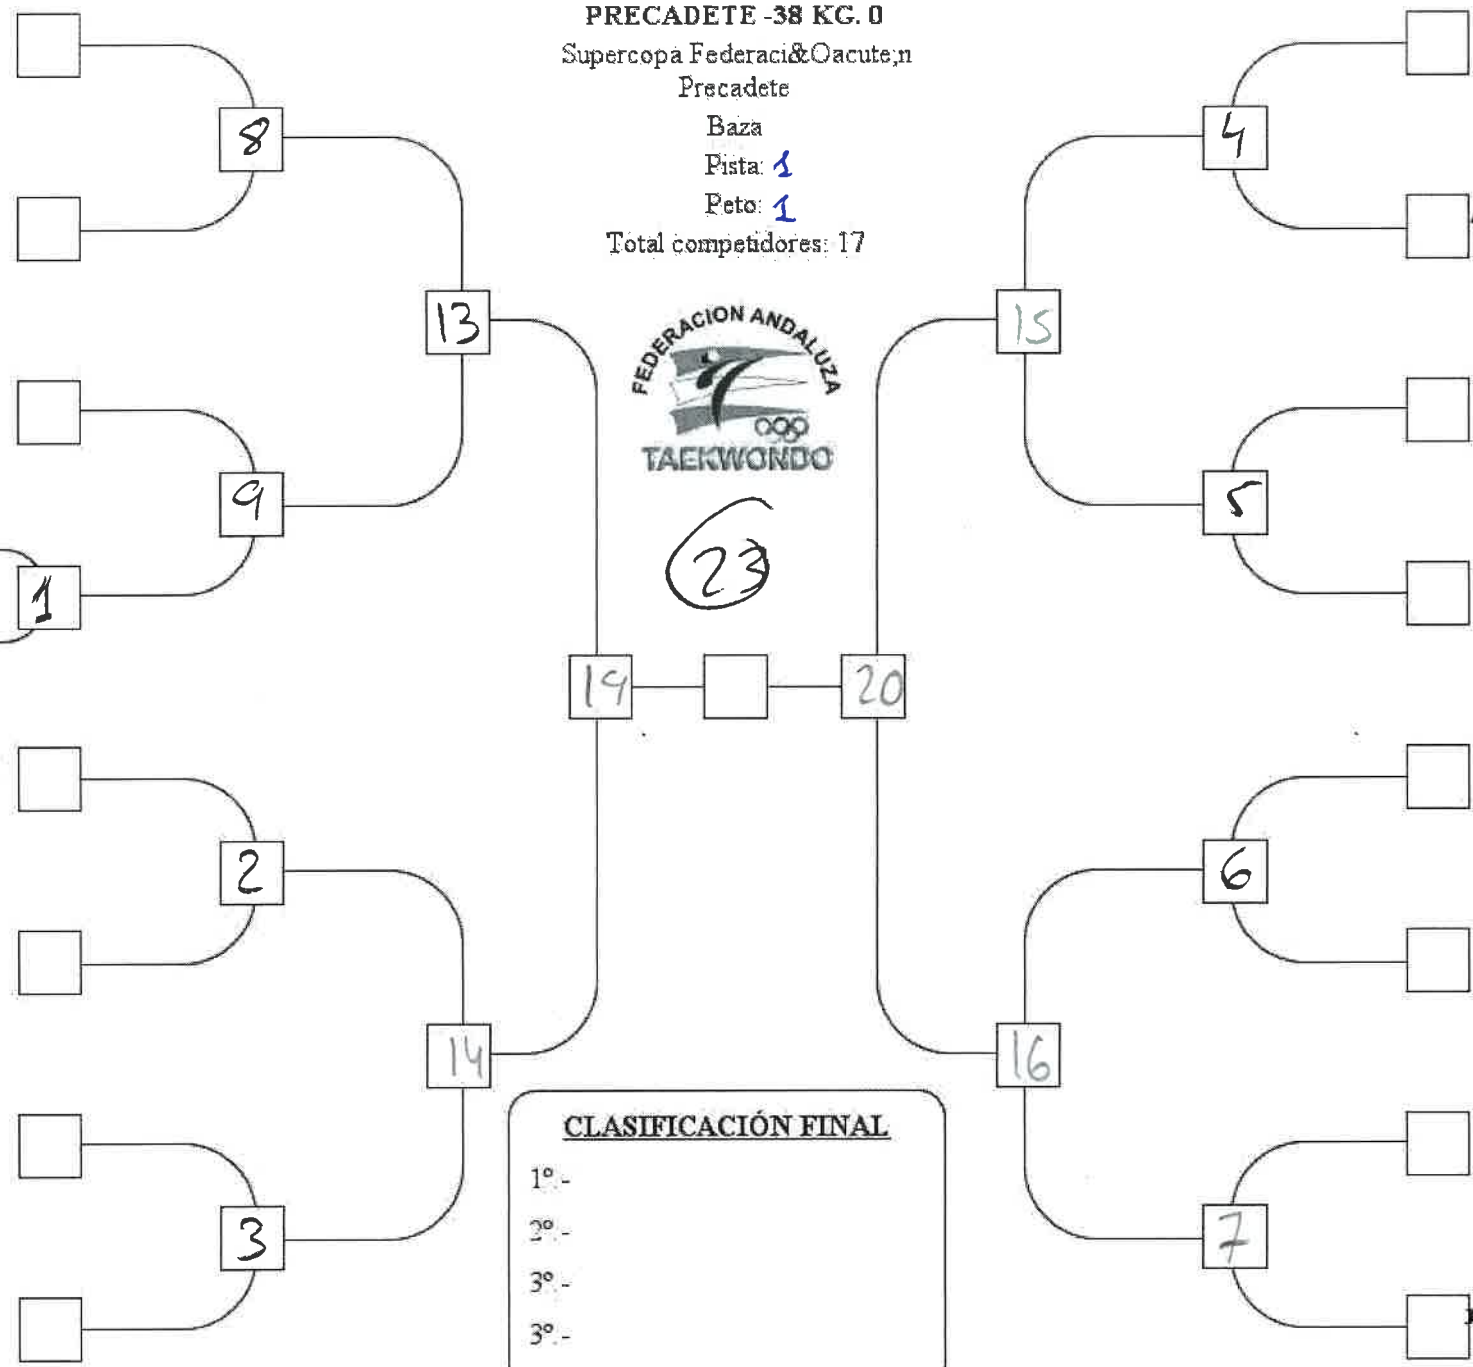 PRECADETE -38 KG. 0
Supercopa Federaci&Oacute;n
Precadete
Baza
Pista: 1
Peto: 1
Total competidores: 17
8
4
13
15
FEDERACION ANDALUZA
TAEKWONDO
9
5
23
1
19
20
2
6
14
16
CLASIFICACIÓN FINAL
1º.-
2º.-
3º.-
3º.-
3
7